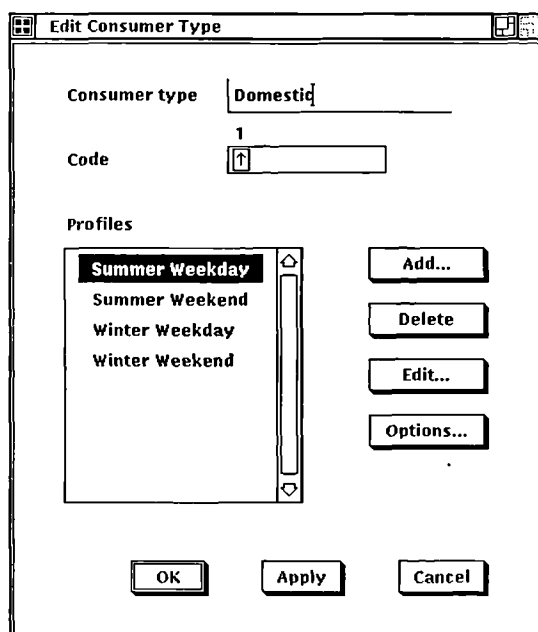 Edit Consumer Type
Consumer type
Domestic
1
Code
Profiles
Summer Weekday
Summer Weekend
Winter Weekday
Winter Weekend
Add...
Delete
Edit...
Options...
OK
Apply
Cancel